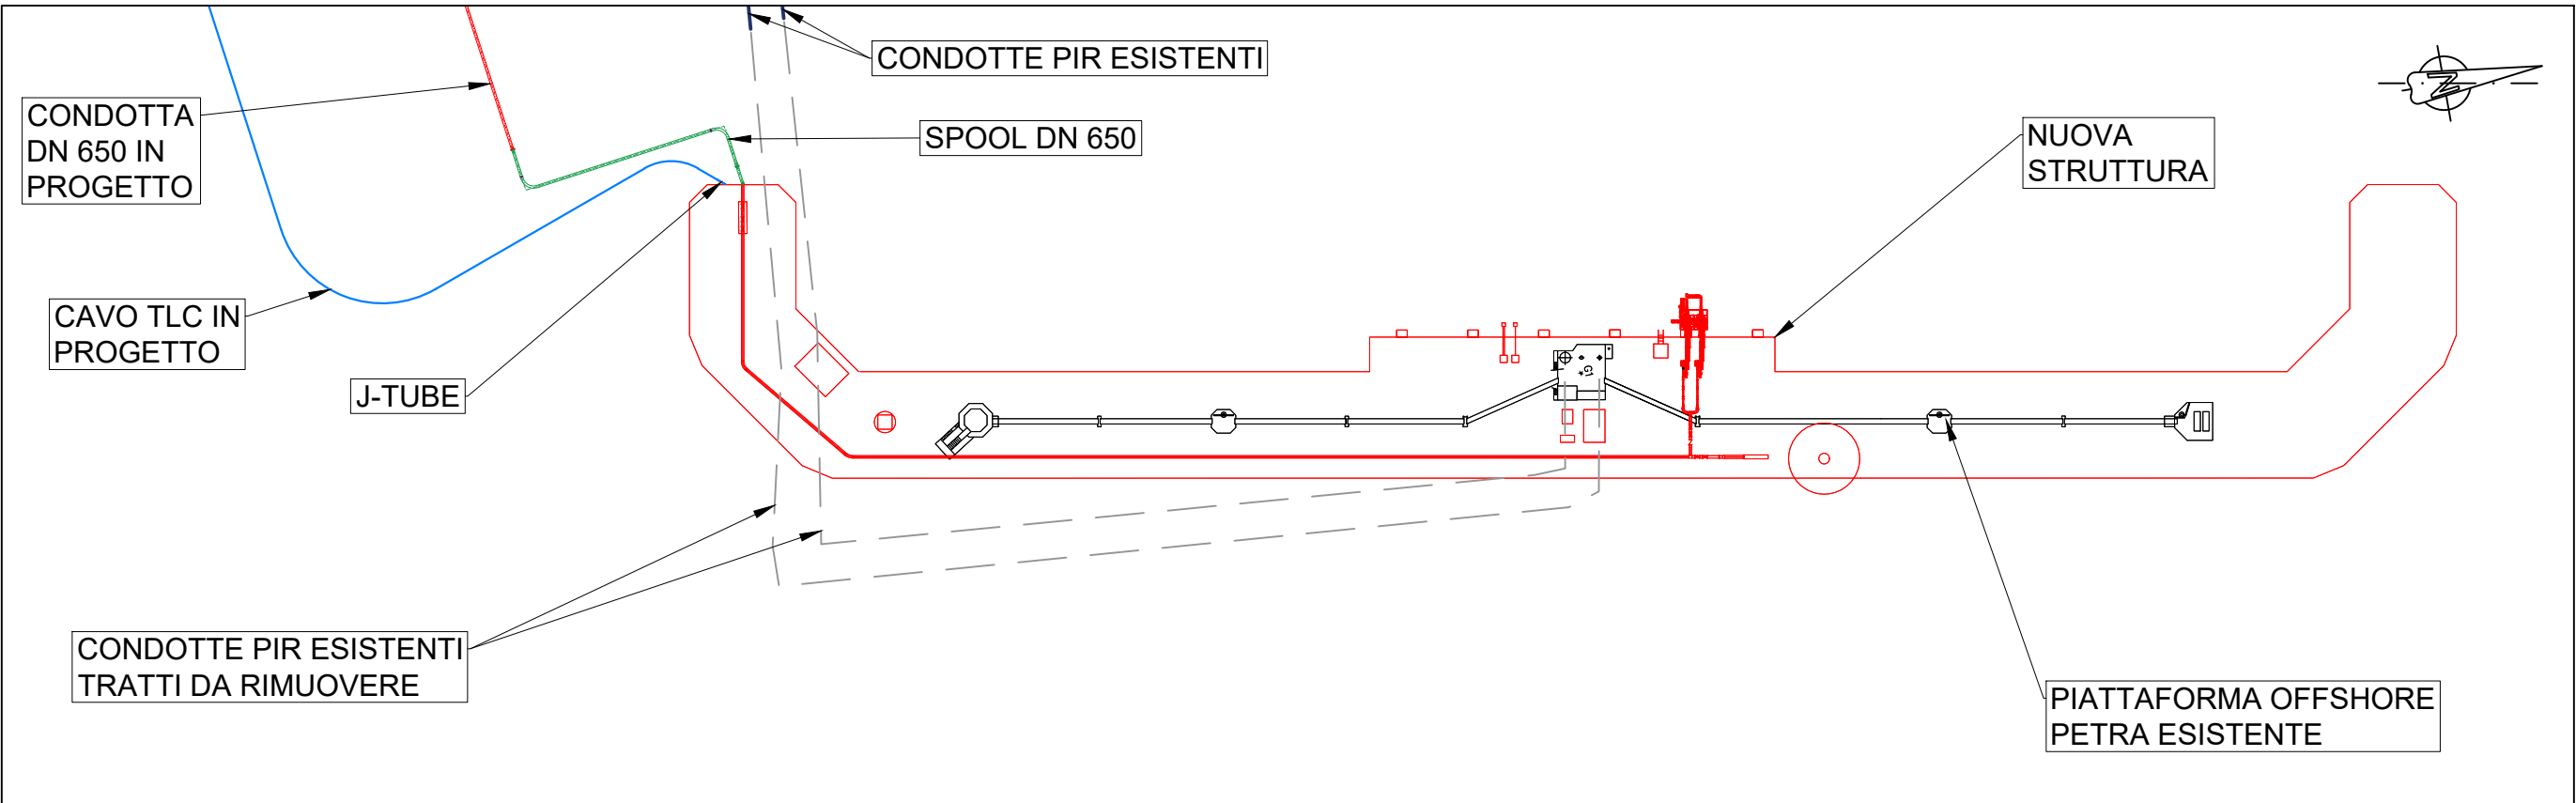 CONDOTTE PIR ESISTENTI
CONDOTTA
DN 650 IN
PROGETTO
SPOOL DN 650
NUOVA
STRUTTURA
CAVO TLC IN
PROGETTO
J-TUBE
G1
CONDOTTE PIR ESISTENTI
TRATTI DA RIMUOVERE
PIATTAFORMA OFFSHORE
PETRA ESISTENTE
N